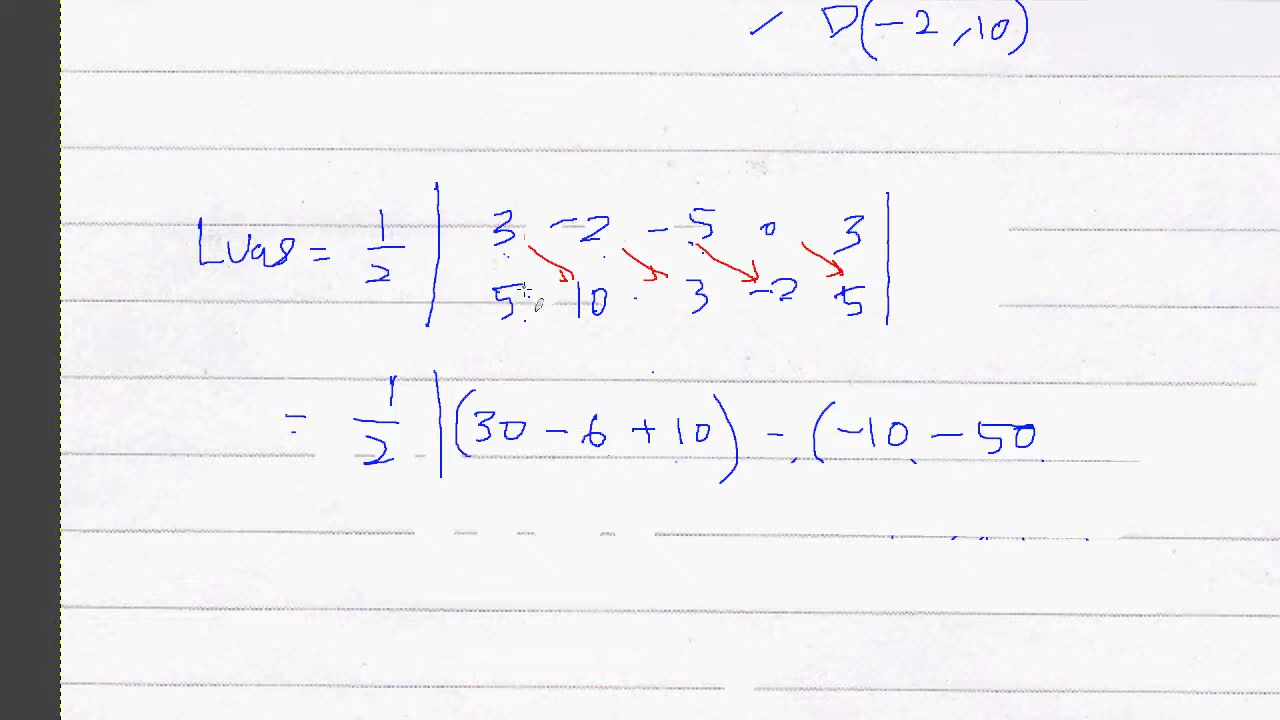 , D(-2, 10)
Luas = 1/2 | 3 -2 -5 0 3 |
5 10 3 -2 5
= 1/2 |(30 - 6 + 10) - (-10 - 50